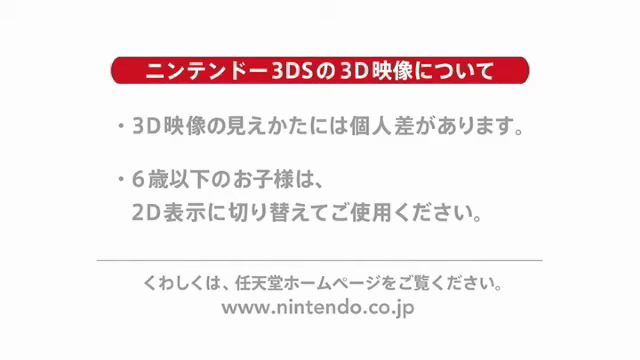 ニンテンドー3DSの3D映像について
・3D映像の見えかたには個人差があります。
・6歳以下のお子様は、
2D表示に切り替えてご使用ください。
くわしくは、任天堂ホームページをご覧ください。
www.nintendo.co.jp